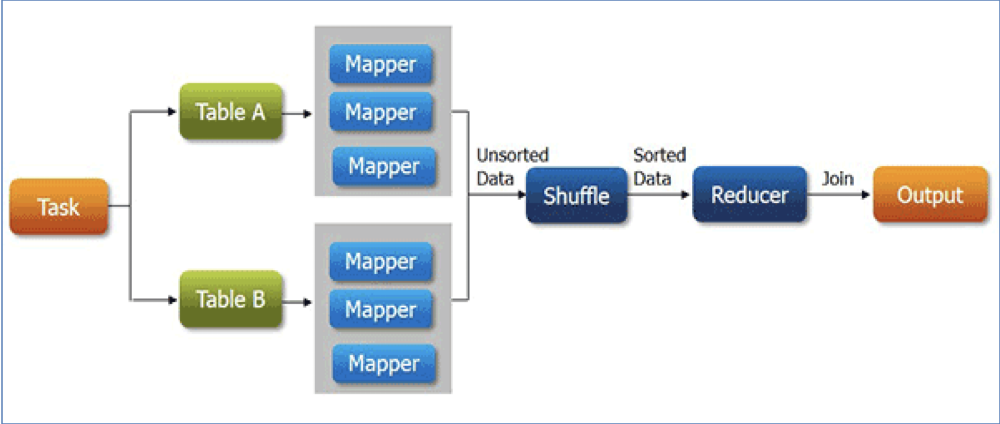 Task
Table A
Mapper
Mapper
Mapper
Table B
Mapper
Mapper
Mapper
Unsorted
Data
Shuffle
Sorted
Data
Reducer
Join
Output